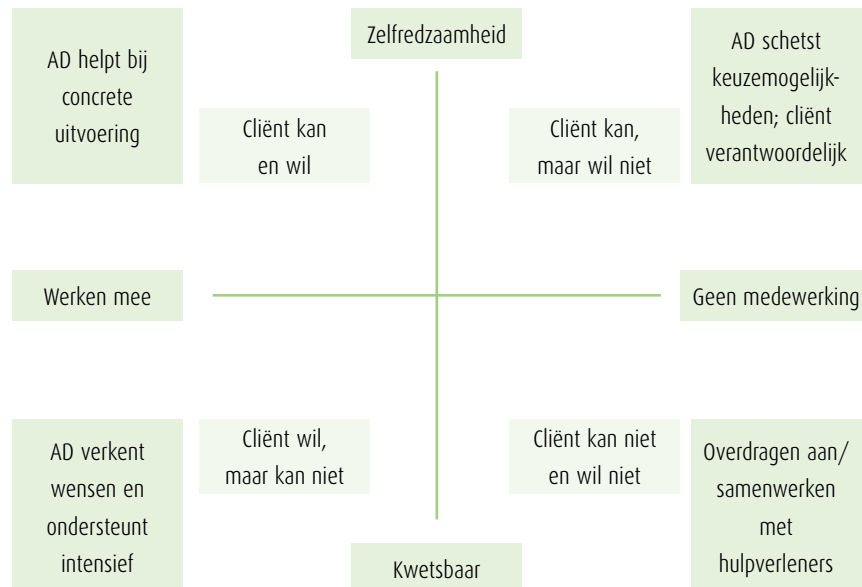 Zelfredzaamheid
AD helpt bij
concrete
uitvoering
Cliënt kan
en wil
Cliënt kan,
maar wil niet
AD schetst
keuzemogelijk-
heden; cliënt
verantwoordelijk
Werken mee
Geen medewerking
AD verkent
wensen en
ondersteunt
intensief
Cliënt wil,
maar kan niet
Cliënt kan niet
en wil niet
Overdragen aan/
samenwerken
met
hulpverleners
Kwetsbaar